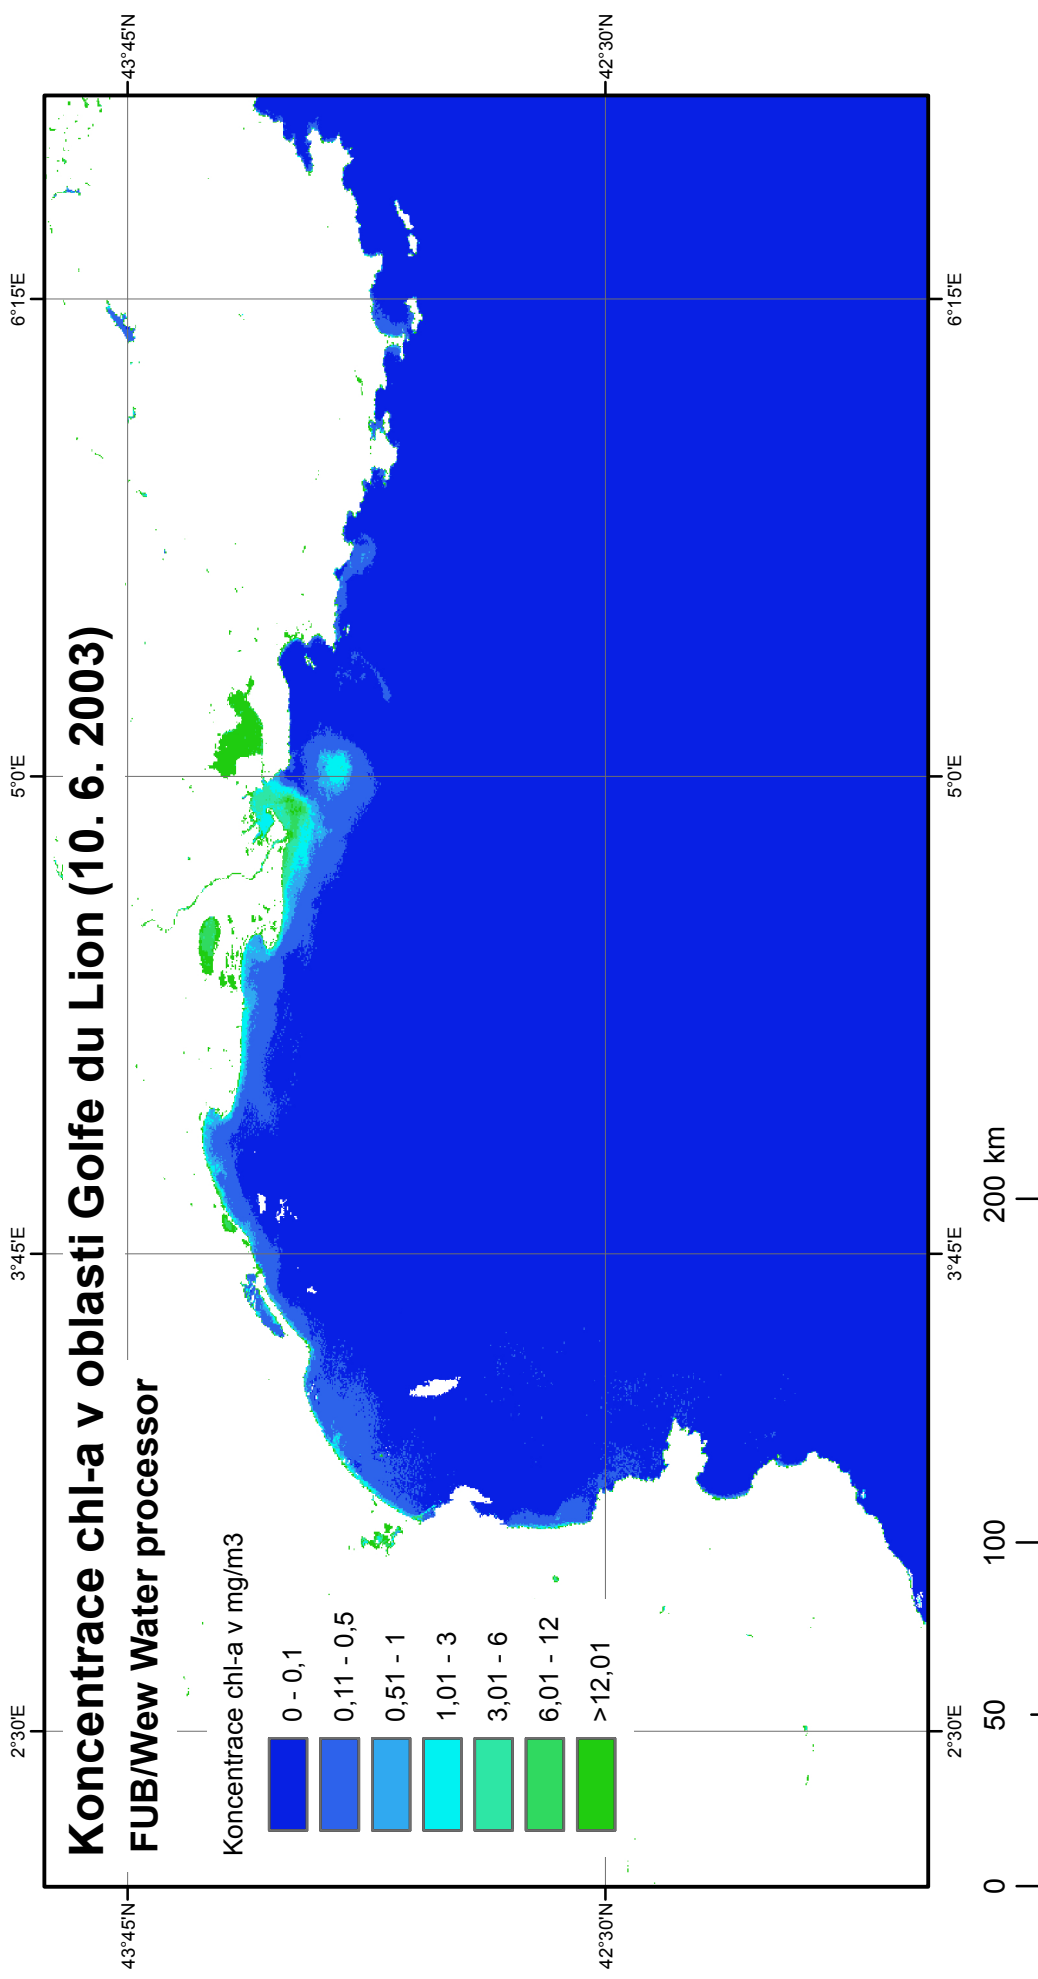 Koncentrace chl-a v oblasti Golfe du Lion (10. 6. 2003)
FUB/Wew Water processor
Koncentrace chl-a v mg/m3
0 - 0,1
0,11 - 0,5
0,51 - 1
1,01 - 3
3,01 - 6
6,01 - 12
>12,01
2°30'E
3°45'E
5°0'E
6°15'E
43°45'N
43°45'N
42°30'N
42°30'N
2°30'E
3°45'E
5°0'E
6°15'E
0
50
100
200 km